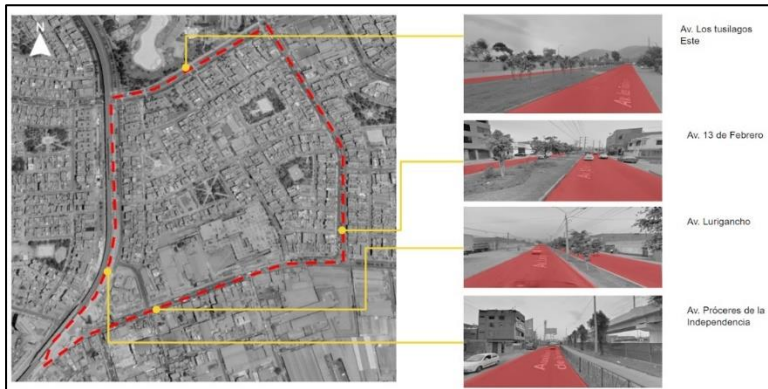 N
Av. Los tusilagos
Este
Av. 13 de Febrero
Av. Lurigancho
Av. Próceres de la
Independencia